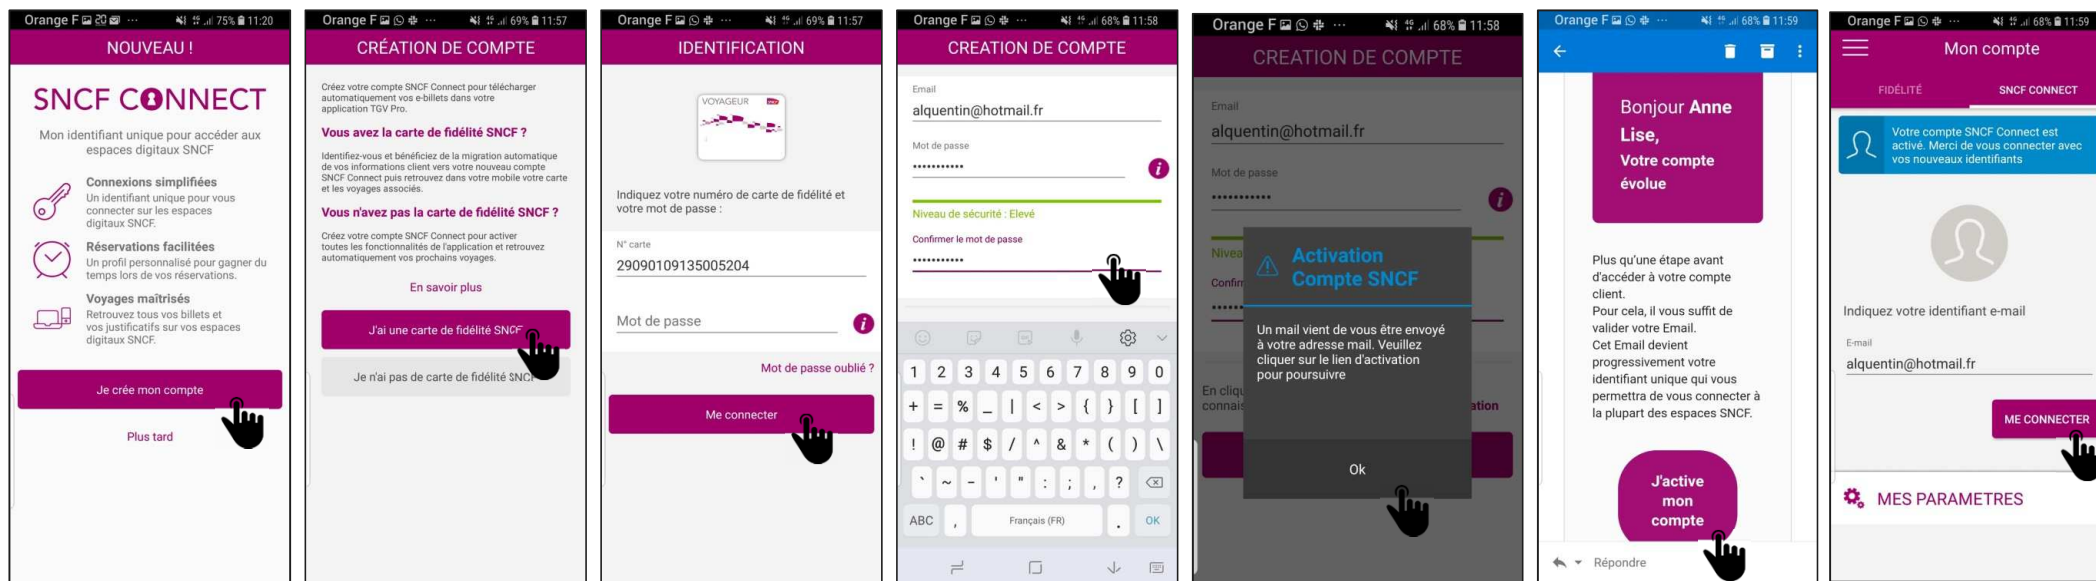 Orange F 75% 11:20
NOUVEAU !
SNCF CONNECT
Mon identifiant unique pour accéder aux
espaces digitaux SNCF
Connexions simplifiées
Un identifiant unique pour vous
connecter sur les espaces
digitaux SNCF.
Réservations facilitées
Un profil personnalisé pour gagner du
temps lors de vos réservations.
Voyages maîtrisés
Retrouvez tous vos billets et
vos justificatifs sur vos espaces
digitaux SNCF.
Je crée mon compte
Plus tard
Orange F 69% 11:57
CRÉATION DE COMPTE
Créez votre compte SNCF Connect pour télécharger
automatiquement vos e-billets dans votre
application TGV Pro.
Vous avez la carte de fidélité SNCF ?
Identifiez-vous et bénéficiez de la migration automatique
de vos informations client vers votre nouveau compte
SNCF Connect puis retrouvez dans votre mobile votre carte
et les voyages associés.
Vous n'avez pas la carte de fidélité SNCF ?
Créez votre compte SNCF Connect pour activer
toutes les fonctionnalités de l'application et retrouvez
automatiquement vos prochains voyages.
En savoir plus
J'ai une carte de fidélité SNCF
Je n'ai pas de carte de fidélité SNCF
Orange F 4G 69% 11:57
IDENTIFICATION
VOYAGEUR
Indiquez votre numéro de carte de fidélité et
votre mot de passe :
N° carte
29090109135005204
Mot de passe
Mot de passe oublié ?
Me connecter
Orange F 4G 68% 11:58
CREATION DE COMPTE
Email
alquentin@hotmail.fr
Mot de passe
•••••••••••
Niveau de sécurité : Elevé
Confirmer le mot de passe
•••••••••••
1 2 3 4 5 6 7 8 9 0
+ = % _ | < > { } [ ]
! @ # $ / ^ & * ( ) \
` ~ - ' " : ; , ?
ABC , Français (FR) . OK
Orange F 68% 11:58
CREATION DE COMPTE
Email
alquentin@hotmail.fr
Mot de passe
•••••••••••
Nivea
Confirm
Activation
Compte SNCF
Un mail vient de vous être envoyé
à votre adresse mail. Veuillez
cliquer sur le lien d'activation
pour poursuivre
En cliqu
connais
ation
Ok
Orange F 68% 11:59
Bonjour Anne
Lise,
Votre compte
évolue
Plus qu'une étape avant
d'accéder à votre compte
client.
Pour cela, il vous suffit de
valider votre Email.
Cet Email devient
progressivement votre
identifiant unique qui vous
permettra de vous connecter à
la plupart des espaces SNCF.
J'active
mon
compte
Répondre
Orange F 4G 68% 11:59
Mon compte
FIDÉLITÉ SNCF CONNECT
Votre compte SNCF Connect est
activé. Merci de vous connecter avec
vos nouveaux identifiants
Indiquez votre identifiant e-mail
E-mail
alquentin@hotmail.fr
ME CONNECTER
MES PARAMETRES